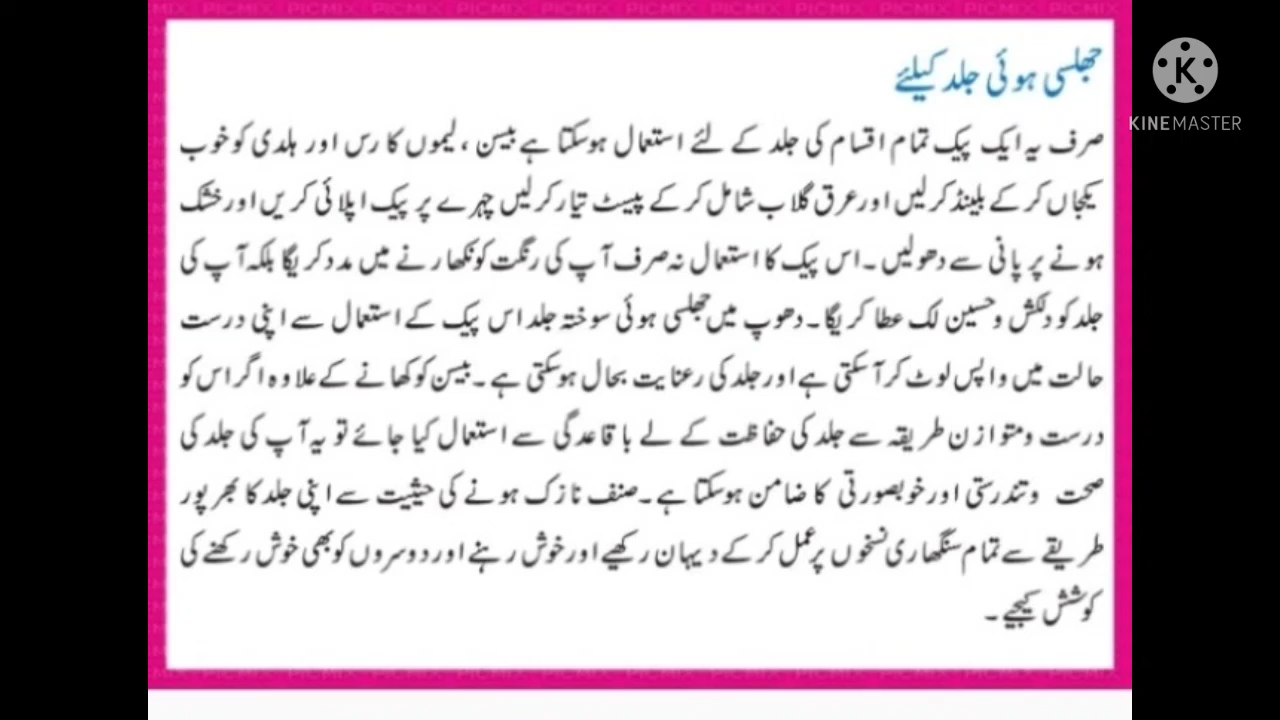 جھلسی ہوئی جلد کیلئے
صرف یہ ایک پیک تمام اقسام کی جلد کے لئے استعمال ہوسکتا ہے بیسن ، لیموں کا رس اور ہلدی کو خوب
یکجاں کر کے بلینڈ کرلیں اور عرق گلاب شامل کر کے پیسٹ تیار کرلیں چہرے پر پیک اپلائی کریں اور خشک
ہونے پر پانی سے دھولیں ۔ اس پیک کا استعمال نہ صرف آپ کی رنگت کو نکھارنے میں مدد کریگا بلکہ آپ کی
جلد کو دلکش و حسین لک عطا کریگا ۔ دھوپ میں جھلسی ہوئی سوختہ جلد اس پیک کے استعمال سے اپنی درست
حالت میں واپس لوٹ کر آسکتی ہے اور جلد کی رعنایت بحال ہوسکتی ہے ۔ بیسن کو کھانے کے علاوہ اگر اس کو
درست ومتوازن طریقہ سے جلد کی حفاظت کے لے باقاعدگی سے استعمال کیا جائے تو یہ آپ کی جلد کی
صحت وتندرستی اور خوبصورتی کا ضامن ہوسکتا ہے ۔ صنف نازک ہونے کی حیثیت سے اپنی جلد کا بھرپور
طریقے سے تمام سنگھاری نسخوں پر عمل کر کے دیہان رکھیے اور خوش رہنے اور دوسروں کو بھی خوش رکھنے کی
کوشش کیجیے ۔
K
KINEMASTER